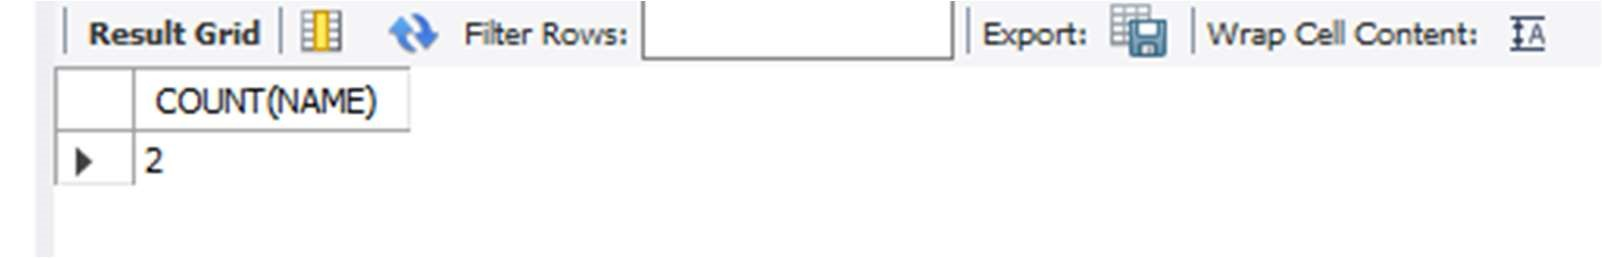 Result Grid Filter Rows: Export: Wrap Cell Content: A
COUNT(NAME)
2